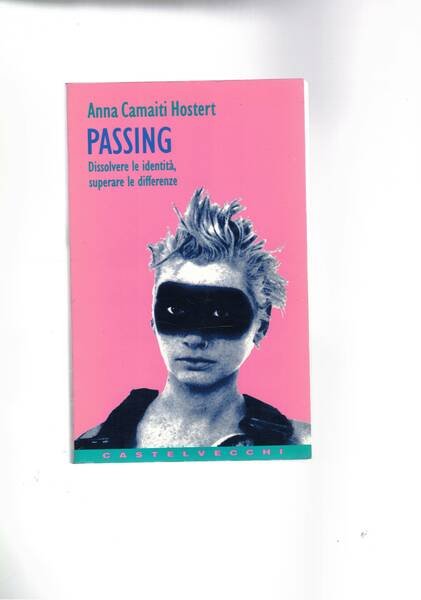 Anna Camaiti Hostert
PASSING
Dissolvere le identità,
superare le differenze
CASTELVECCHI